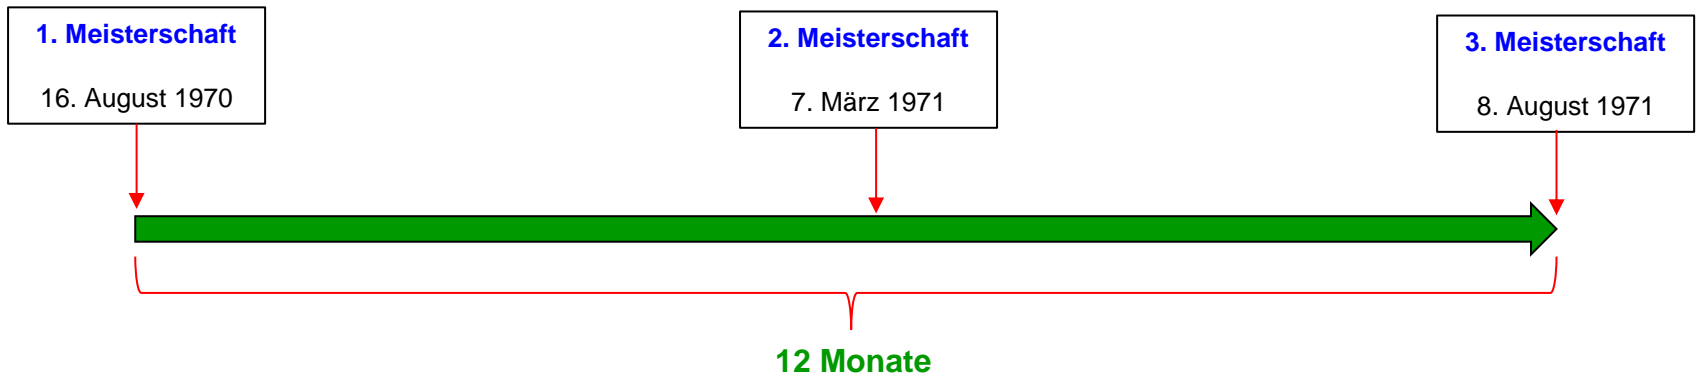 1. Meisterschaft
16. August 1970
2. Meisterschaft
7. März 1971
3. Meisterschaft
8. August 1971
12 Monate